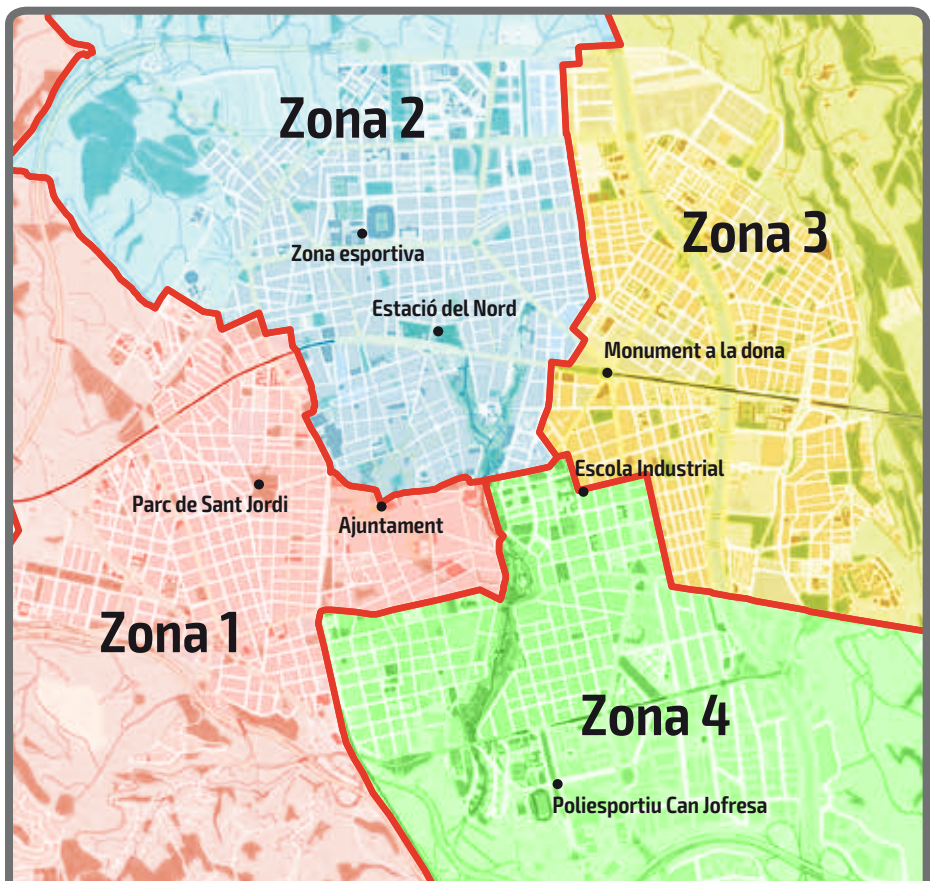 Zona 2
Zona 3
Zona esportiva
Estació del Nord
Monument a la dona
Escola Industrial
Parc de Sant Jordi
Ajuntament
Zona 1
Zona 4
Poliesportiu Can Jofresa